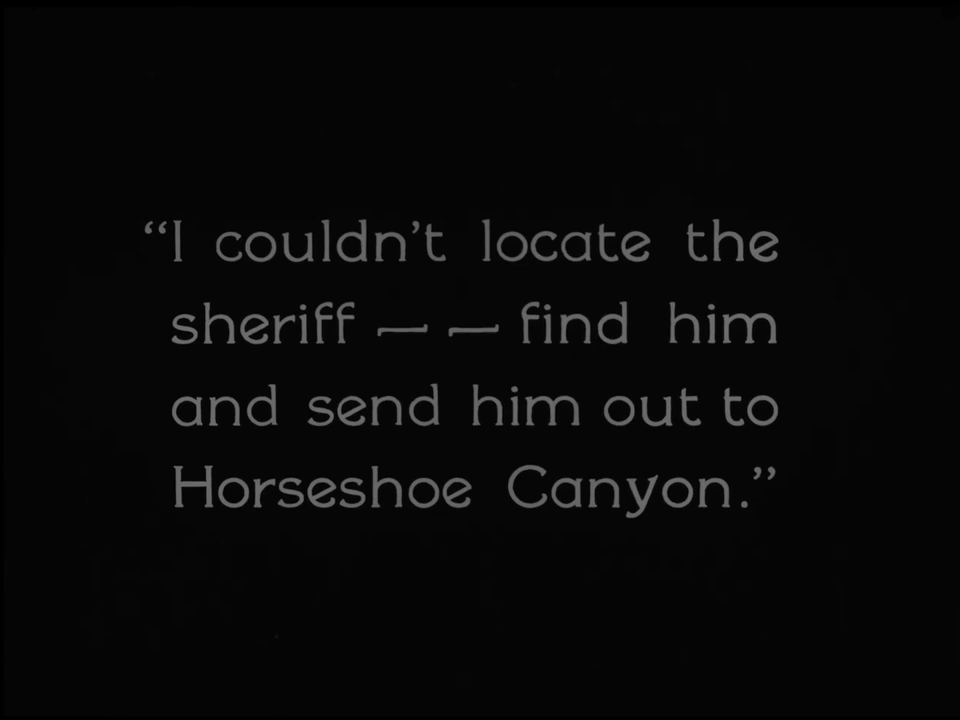 “I couldn’t locate the
sheriff — — find him
and send him out to
Horseshoe Canyon.”